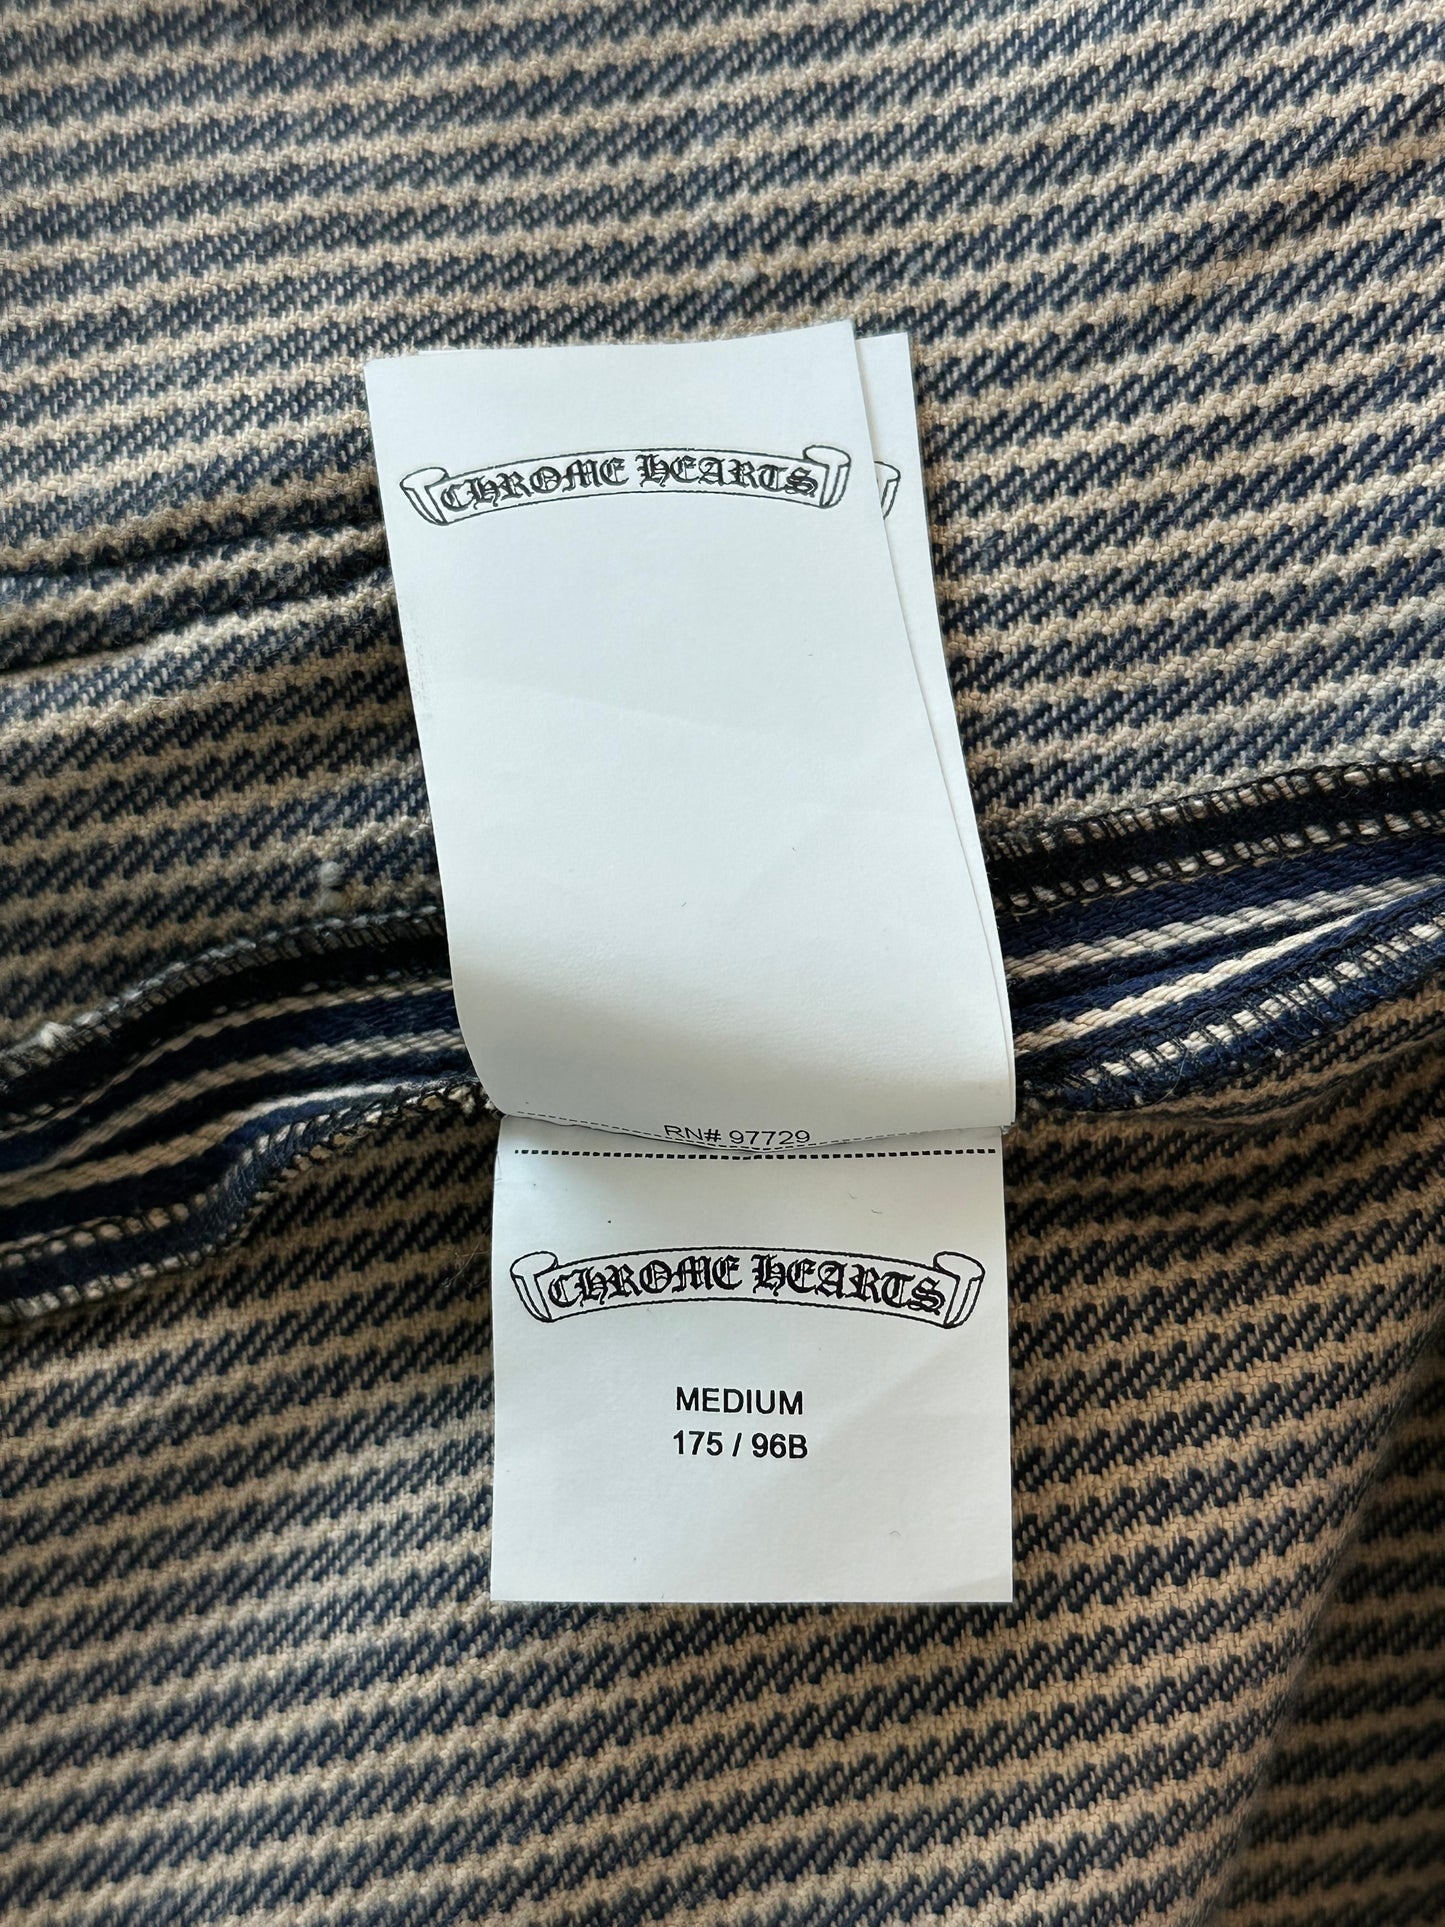 CHROME HEARTS
RN# 97729
CHROME HEARTS
MEDIUM
175 / 96B